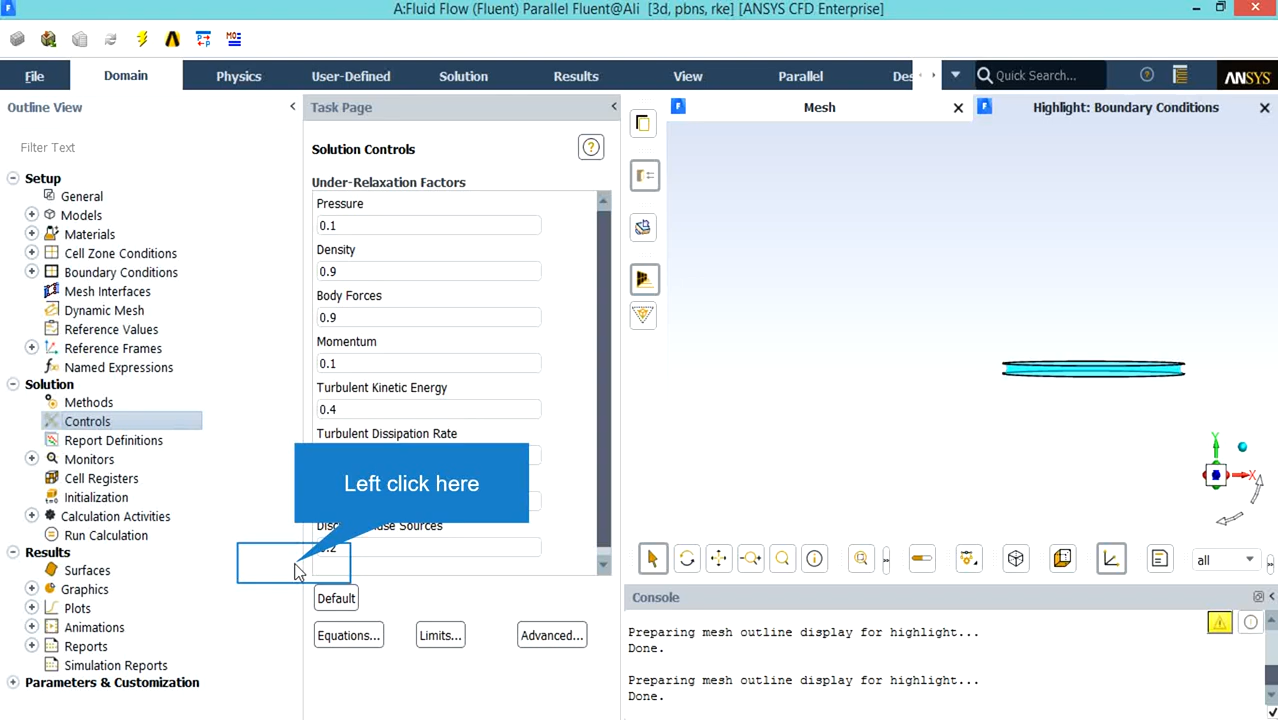 A:Fluid Flow (Fluent) Parallel Fluent@Ali [3d, pbns, rke] [ANSYS CFD Enterprise]
File Domain Physics User-Defined Solution Results View Parallel Des Quick Search... ANSYS
Outline View
Filter Text
Setup
General
Models
Materials
Cell Zone Conditions
Boundary Conditions
Mesh Interfaces
Dynamic Mesh
Reference Values
Reference Frames
Named Expressions
Solution
Methods
Controls
Report Definitions
Monitors
Cell Registers
Initialization
Calculation Activities
Run Calculation
Results
Surfaces
Graphics
Plots
Animations
Reports
Simulation Reports
Parameters & Customization
Task Page
Solution Controls
Under-Relaxation Factors
Pressure
0.1
Density
0.9
Body Forces
0.9
Momentum
0.1
Turbulent Kinetic Energy
0.4
Turbulent Dissipation Rate
Left click here
Default
Equations... Limits... Advanced...
Mesh
Highlight: Boundary Conditions
Y
X
all
Console
Preparing mesh outline display for highlight...
Done.
Preparing mesh outline display for highlight...
Done.